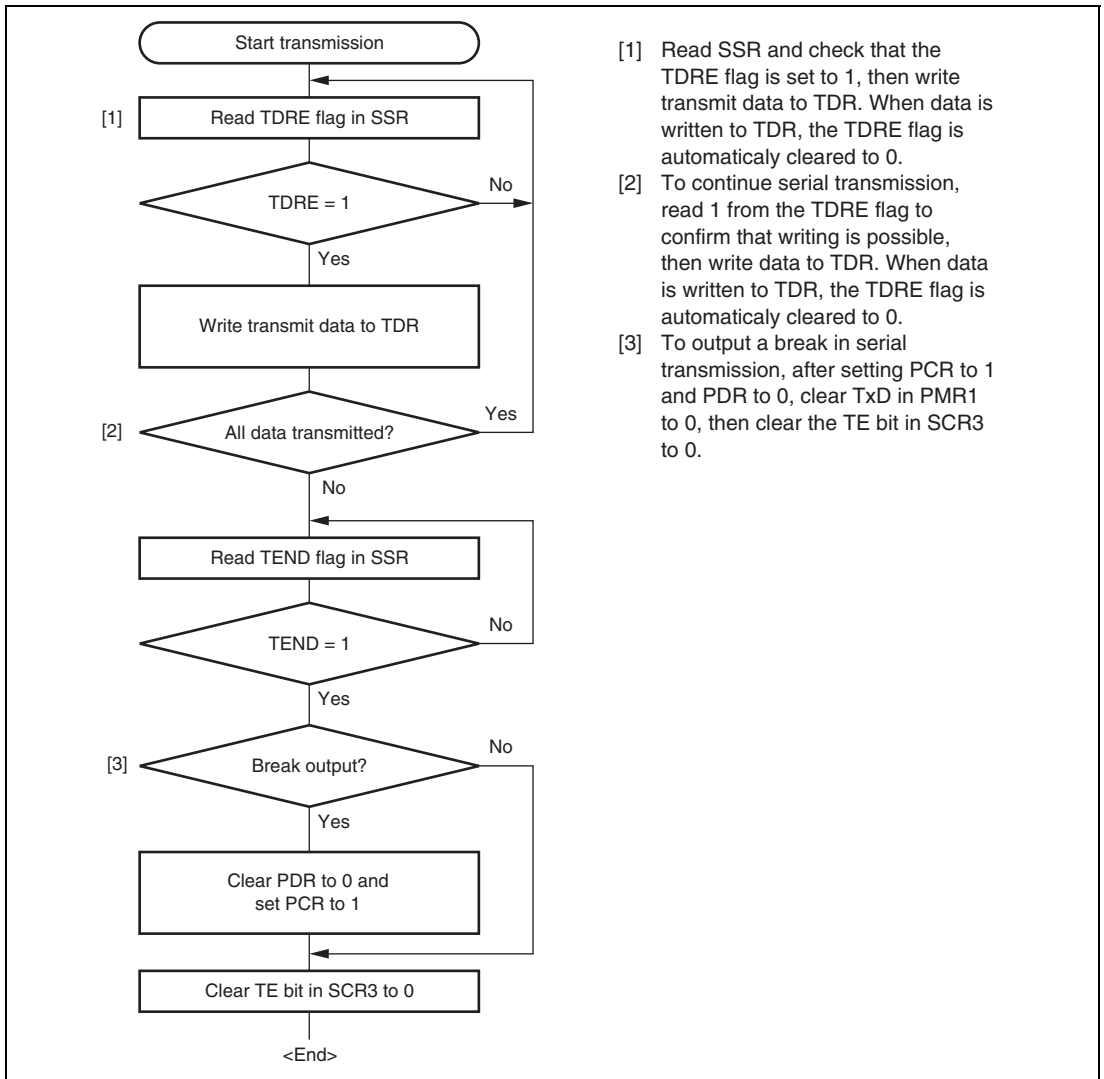 Start transmission
[1] Read TDRE flag in SSR
TDRE = 1
No
Yes
Write transmit data to TDR
[2] All data transmitted?
Yes
No
Read TEND flag in SSR
TEND = 1
No
Yes
[3] Break output?
No
Yes
Clear PDR to 0 and
set PCR to 1
Clear TE bit in SCR3 to 0
<End>
[1] Read SSR and check that the
TDRE flag is set to 1, then write
transmit data to TDR. When data is
written to TDR, the TDRE flag is
automaticaly cleared to 0.
[2] To continue serial transmission,
read 1 from the TDRE flag to
confirm that writing is possible,
then write data to TDR. When data
is written to TDR, the TDRE flag is
automaticaly cleared to 0.
[3] To output a break in serial
transmission, after setting PCR to 1
and PDR to 0, clear TxD in PMR1
to 0, then clear the TE bit in SCR3
to 0.